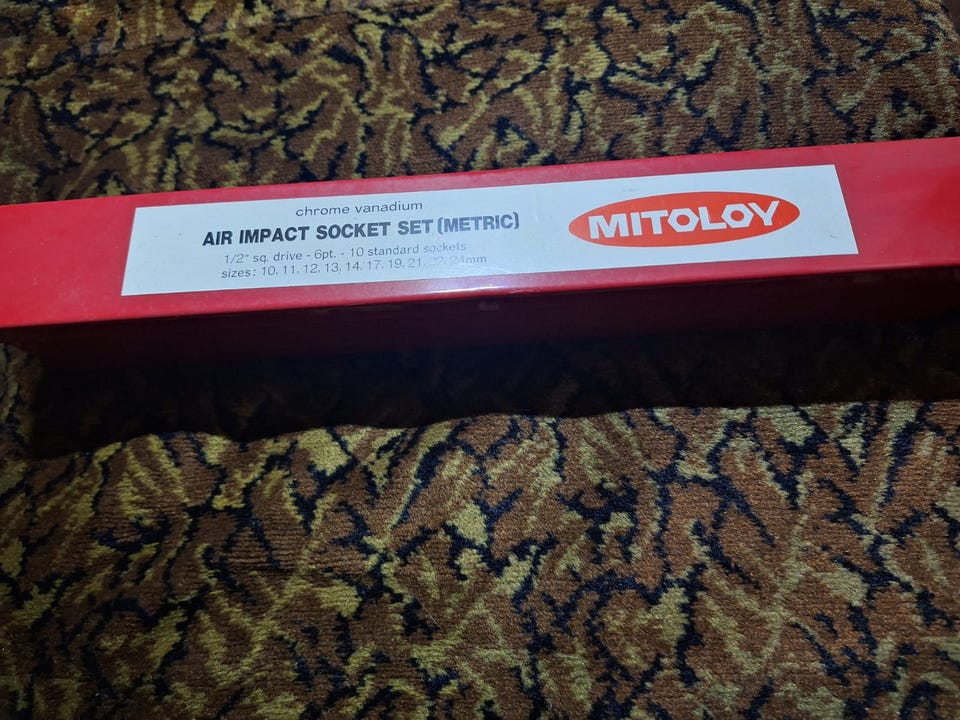 chrome vanadium
AIR IMPACT SOCKET SET (METRIC)
1/2" sq. drive - 6pt. - 10 standard sockets
sizes: 10, 11, 12, 13, 14, 17, 19, 21, 22, 24mm
MITOLOY